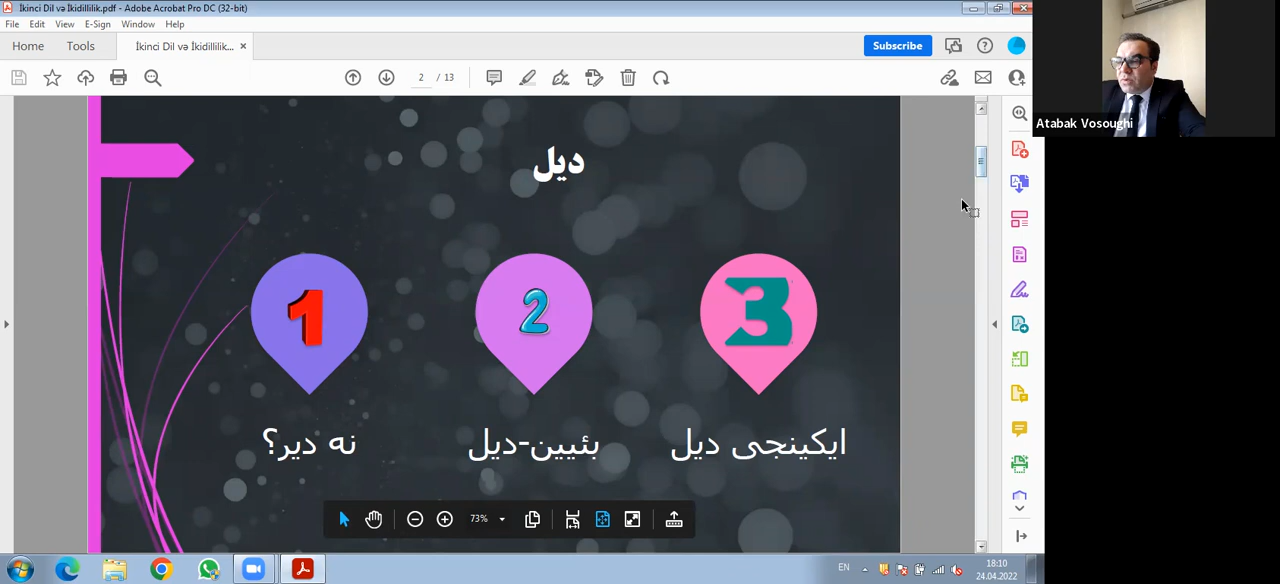 İkinci Dil və İkidillilik.pdf - Adobe Acrobat Pro DC (32-bit)
File Edit View E-Sign Window Help
Home Tools İkinci Dil və İkidillilik... ×
Subscribe
2 / 13
Atabak Vosoughi
دیل
1 2 3
نه دیر؟
بئیین-دیل
ایکینجی دیل
73%
EN
18:10
24.04.2022